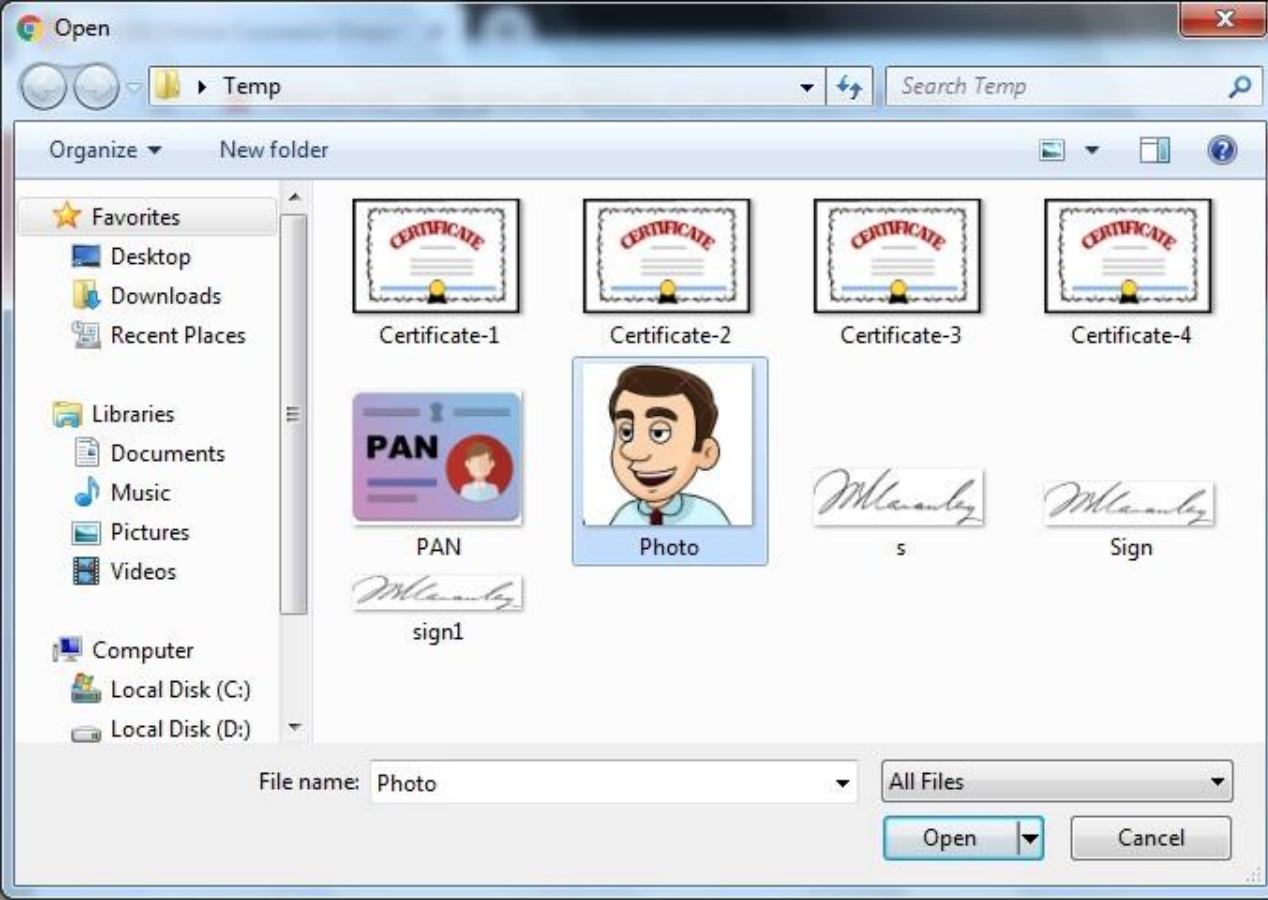 Open
Temp
Search Temp
Organize
New folder
Favorites
Desktop
Downloads
Recent Places
Libraries
Documents
Music
Pictures
Videos
Computer
Local Disk (C:)
Local Disk (D:)
CERTIFICATE CERTIFICATE CERTIFICATE CERTIFICATE
Certificate-1 Certificate-2 Certificate-3 Certificate-4
PAN
PAN Photo s Sign
sign1
File name: Photo
All Files
Open Cancel